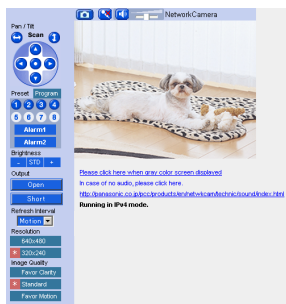 NetworkCamera
Pan / Tilt
Scan
Preset Program
1 2 3 4
5 6 7 8
Alarm1
Alarm2
Brightness
- STD +
Output
Open
Short
Refresh Interval
Motion
Resolution
640x480
* 320x240
Image Quality
Favor Clarity
* Standard
Favor Motion
Please click here when gray color screen displayed
In case of no audio, please click here.
http://panasonic.co.jp/pcc/products/en/netwkcam/technic/sound/index.html
Running in IPv4 mode.